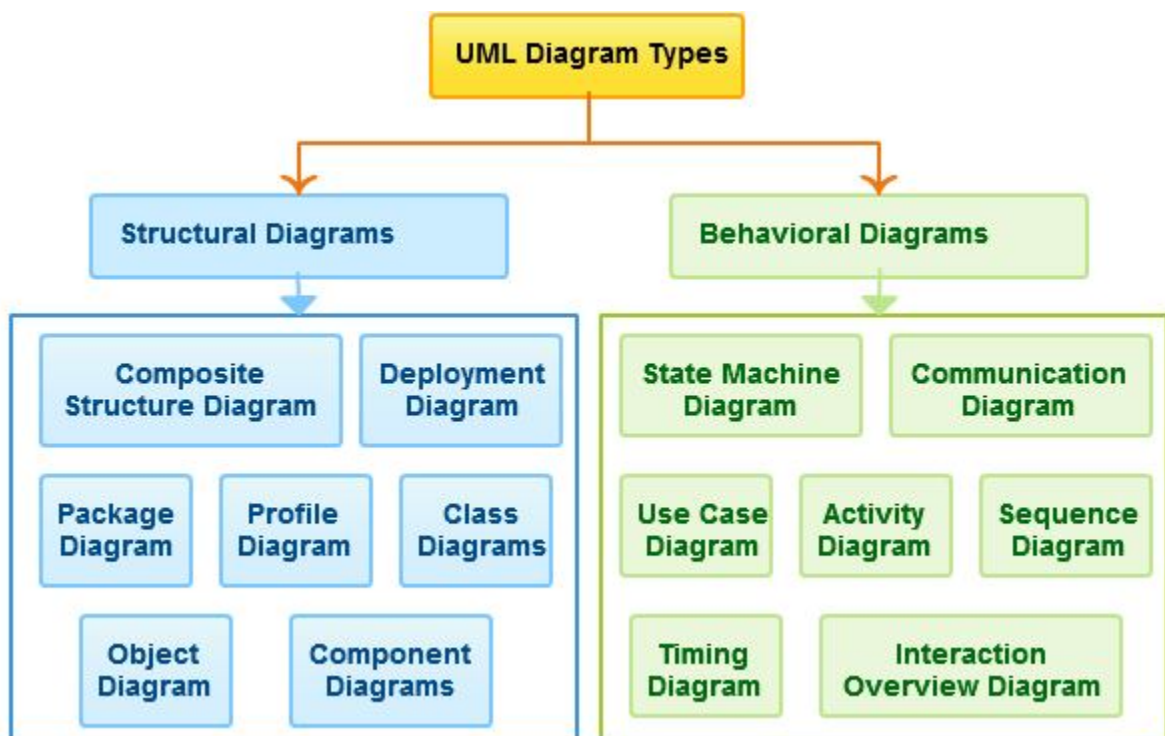 UML Diagram Types
Structural Diagrams
Behavioral Diagrams
Composite
Structure Diagram
Deployment
Diagram
Package
Diagram
Profile
Diagram
Class
Diagrams
Object
Diagram
Component
Diagrams
State Machine
Diagram
Communication
Diagram
Use Case
Diagram
Activity
Diagram
Sequence
Diagram
Timing
Diagram
Interaction
Overview Diagram